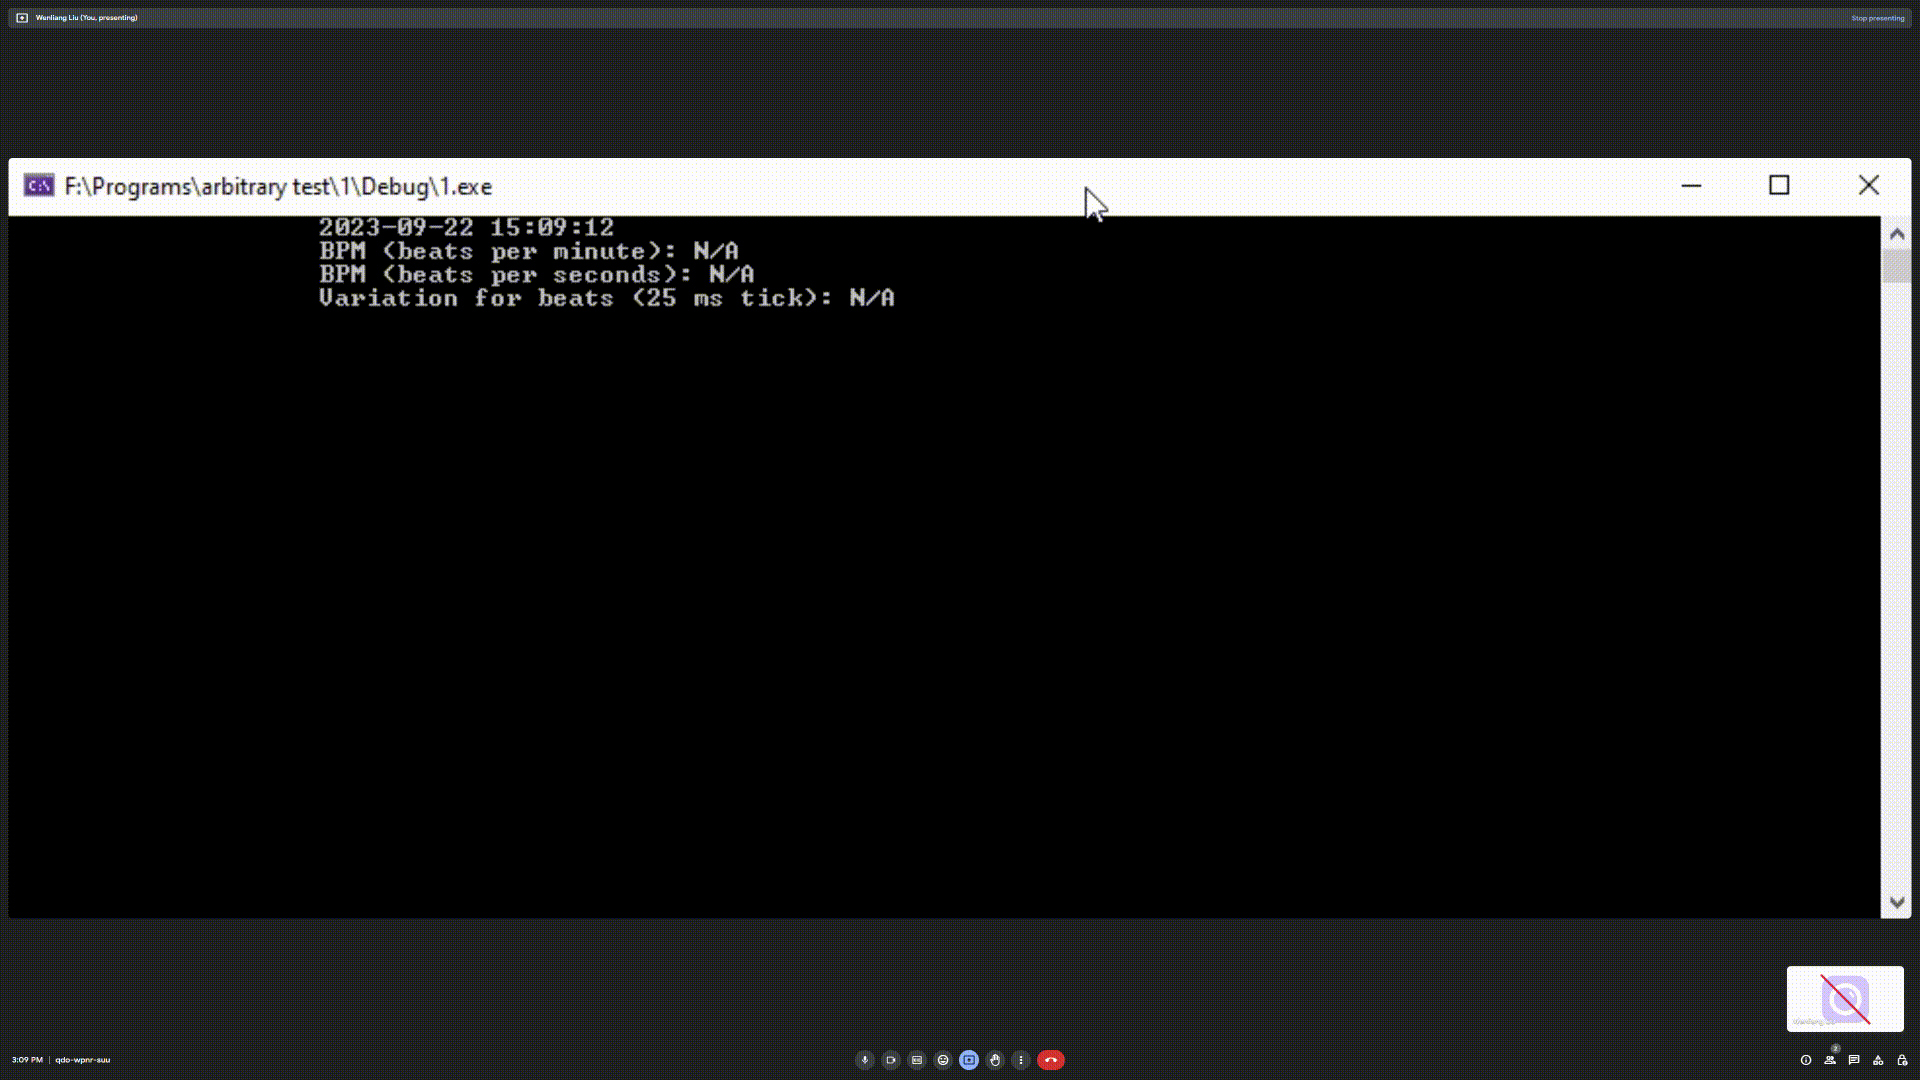 Wenliang Liu (You, presenting)
Stop presenting
C:\
F:\Programs\arbitrary test\1\Debug\1.exe
2023-09-22 15:09:12
BPM (beats per minute): N/A
BPM (beats per seconds): N/A
Variation for beats (25 ms tick): N/A
3:09 PM | qdo-wpnr-suu
2